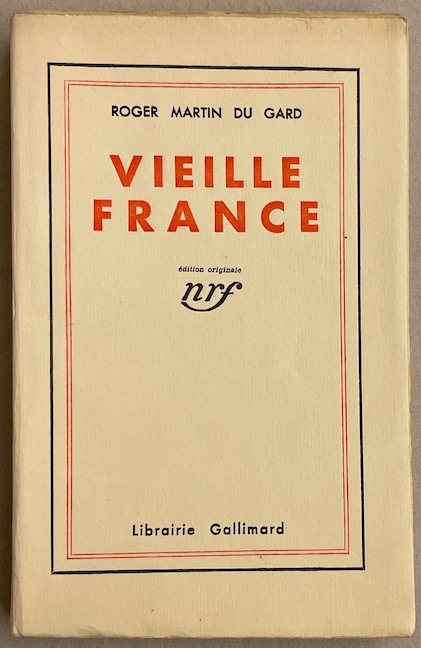 ROGER MARTIN DU GARD
VIEILLE
FRANCE
édition originale
nrf
Librairie Gallimard